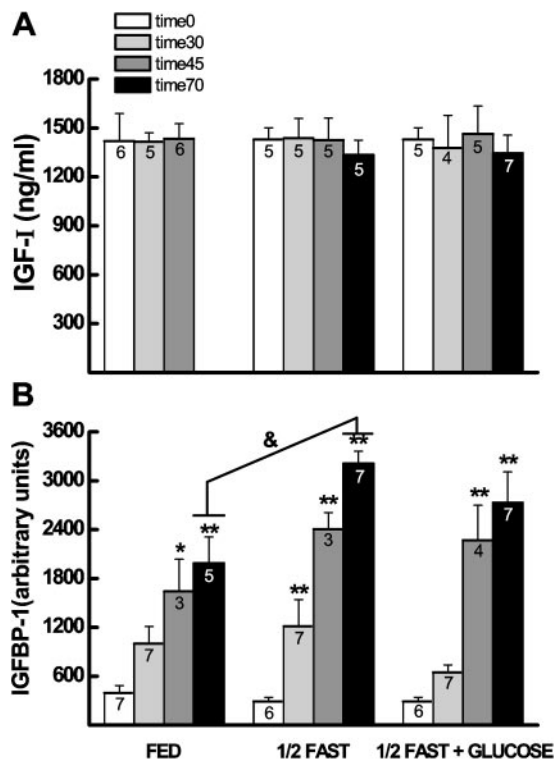 A
time0
time30
time45
time70
IGF-I (ng/ml)
1800
1500
1200
900
600
300
6 5 6
5 5 5 5
5 4 5 7
B
IGFBP-1(arbitrary units)
3600
3000
2400
1800
1200
600
&
* **
** ** **
** **
7 7 3 5
6 7 3 7
6 7 4 7
FED 1/2 FAST 1/2 FAST + GLUCOSE